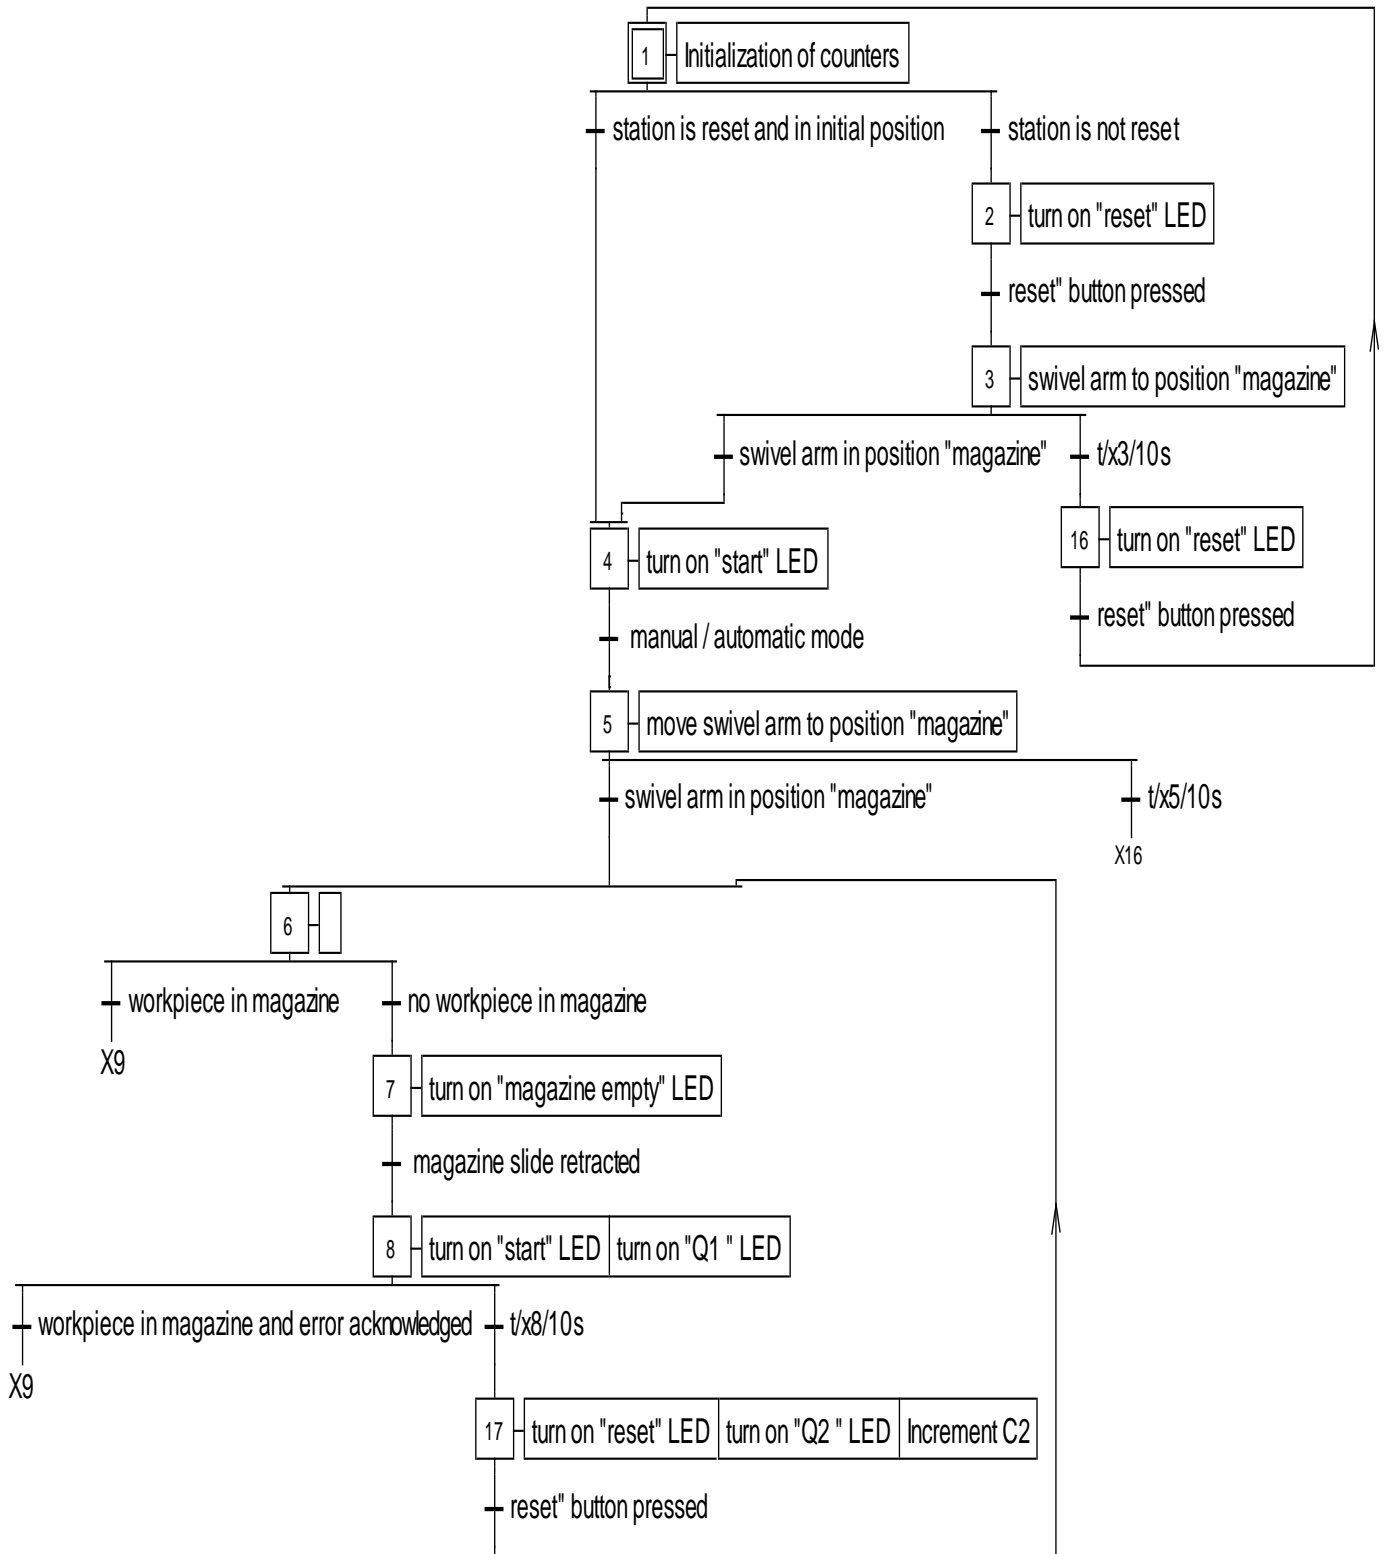 1 Initialization of counters
station is reset and in initial position station is not reset
2 turn on "reset" LED
reset" button pressed
3 swivel arm to position "magazine"
swivel arm in position "magazine" t/x3/10s
4 turn on "start" LED 16 turn on "reset" LED
manual / automatic mode reset" button pressed
5 move swivel arm to position "magazine"
swivel arm in position "magazine" t/x5/10s
X16
6
workpiece in magazine no workpiece in magazine
X9
7 turn on "magazine empty" LED
magazine slide retracted
8 turn on "start" LED turn on "Q1 " LED
workpiece in magazine and error acknowledged t/x8/10s
X9
17 turn on "reset" LED turn on "Q2 " LED Increment C2
reset" button pressed